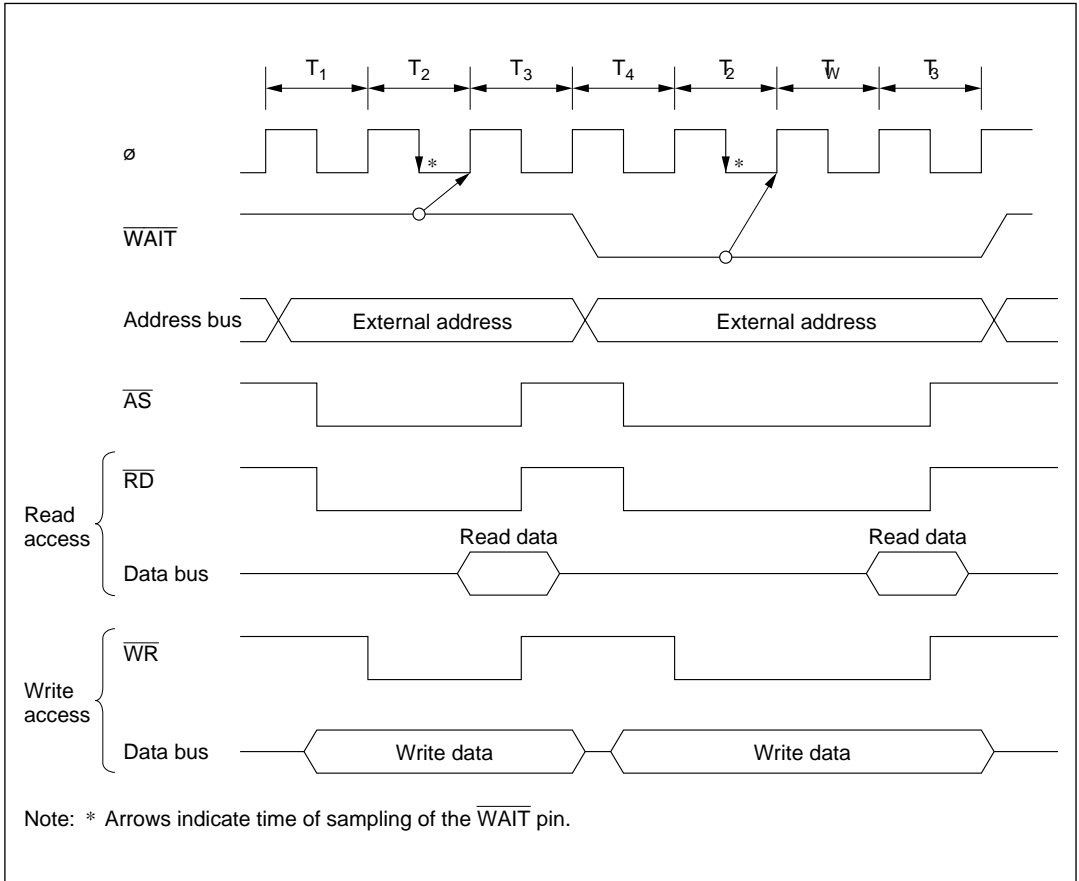 T1 T2 T3 T4 T2 TW T3
ø
*
*
WAIT
Address bus
External address
External address
AS
RD
Read access
Read data
Read data
Data bus
WR
Write access
Data bus
Write data
Write data
Note: * Arrows indicate time of sampling of the WAIT pin.